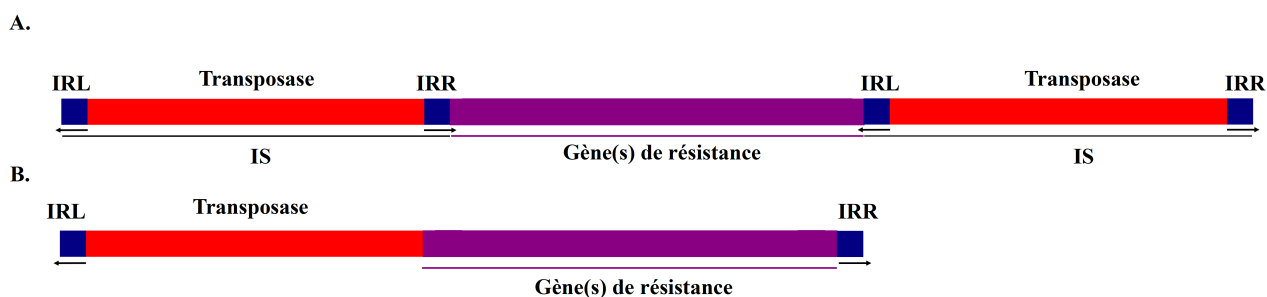 A.
IRL Transposase IRR IRL Transposase IRR
IS Gène(s) de résistance IS
B.
IRL Transposase IRR
Gène(s) de résistance